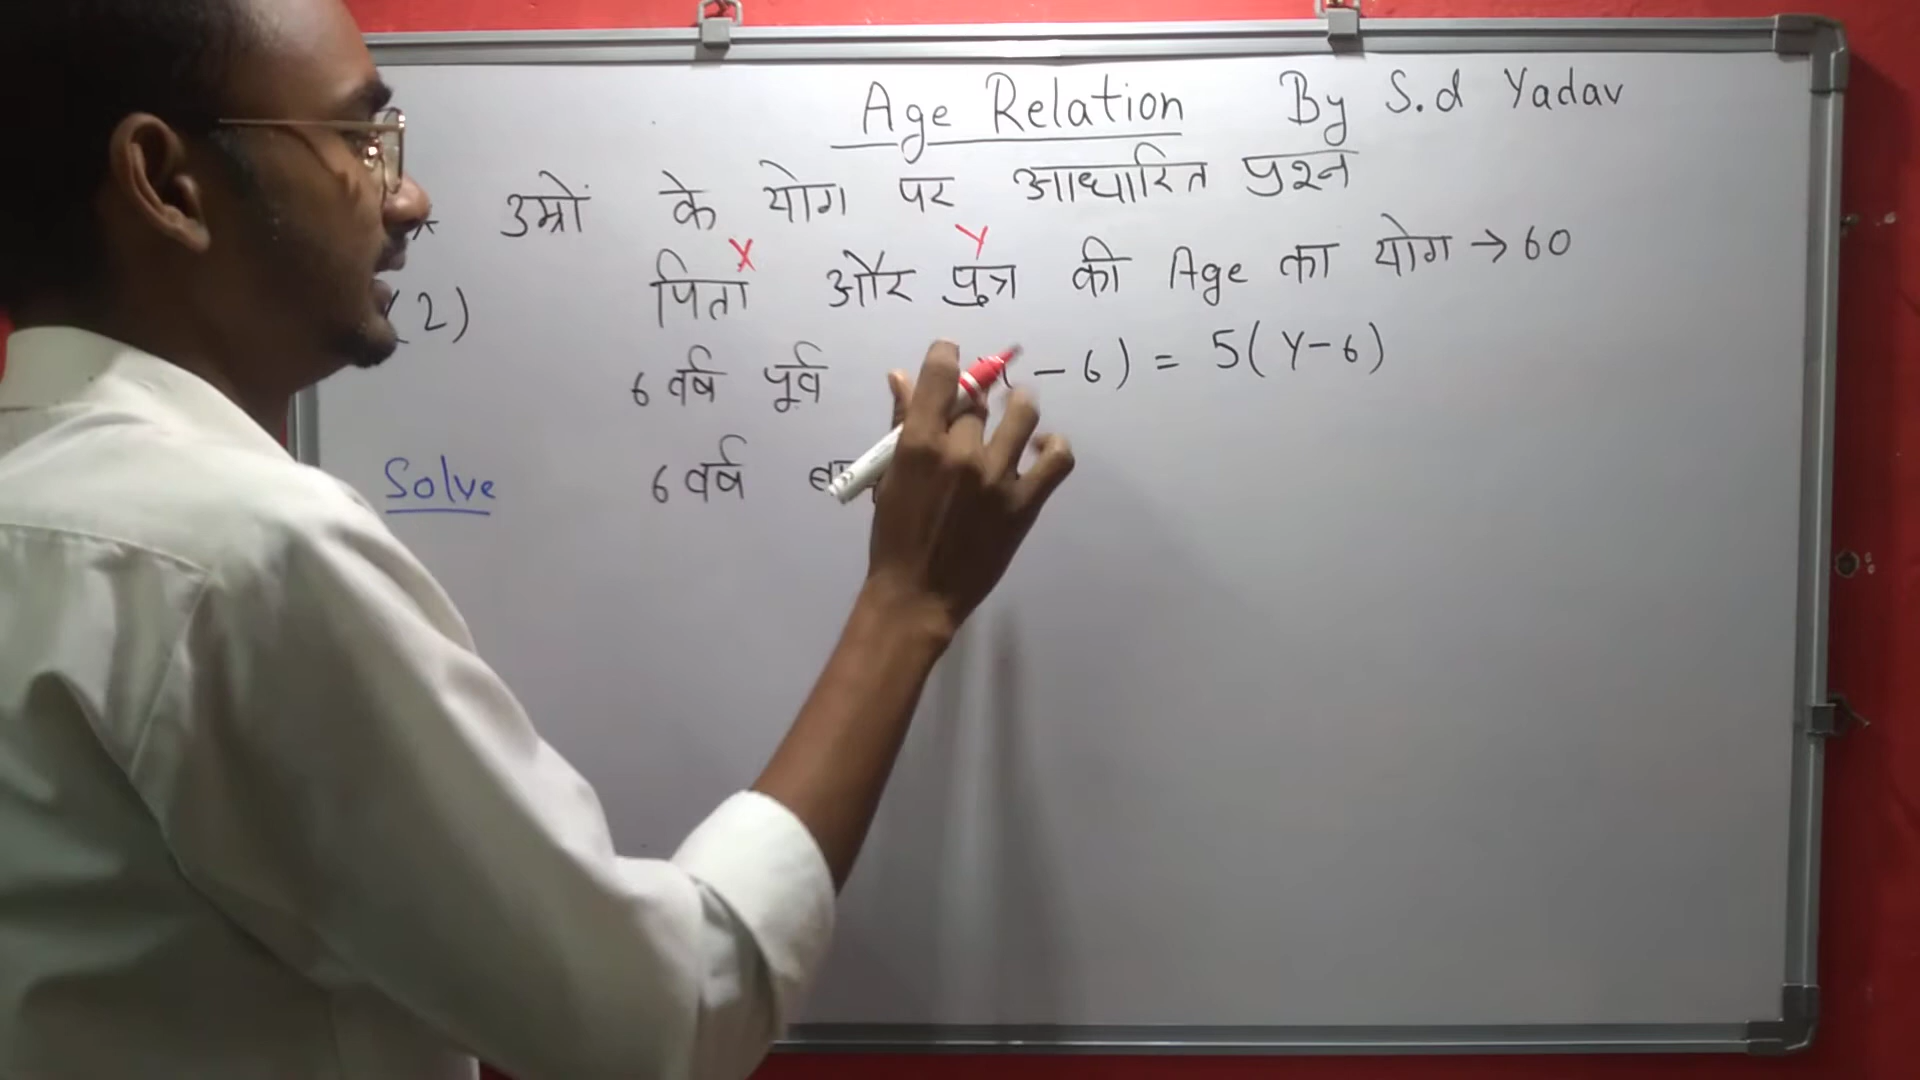 Age Relation By S.d Yadav
* उम्रों के योग पर आधारित प्रश्न
X Y
(2) पिता और पुत्र की Age का योग → 60
6 वर्ष पूर्व - 6) = 5(Y-6)
Solve 6 वर्ष